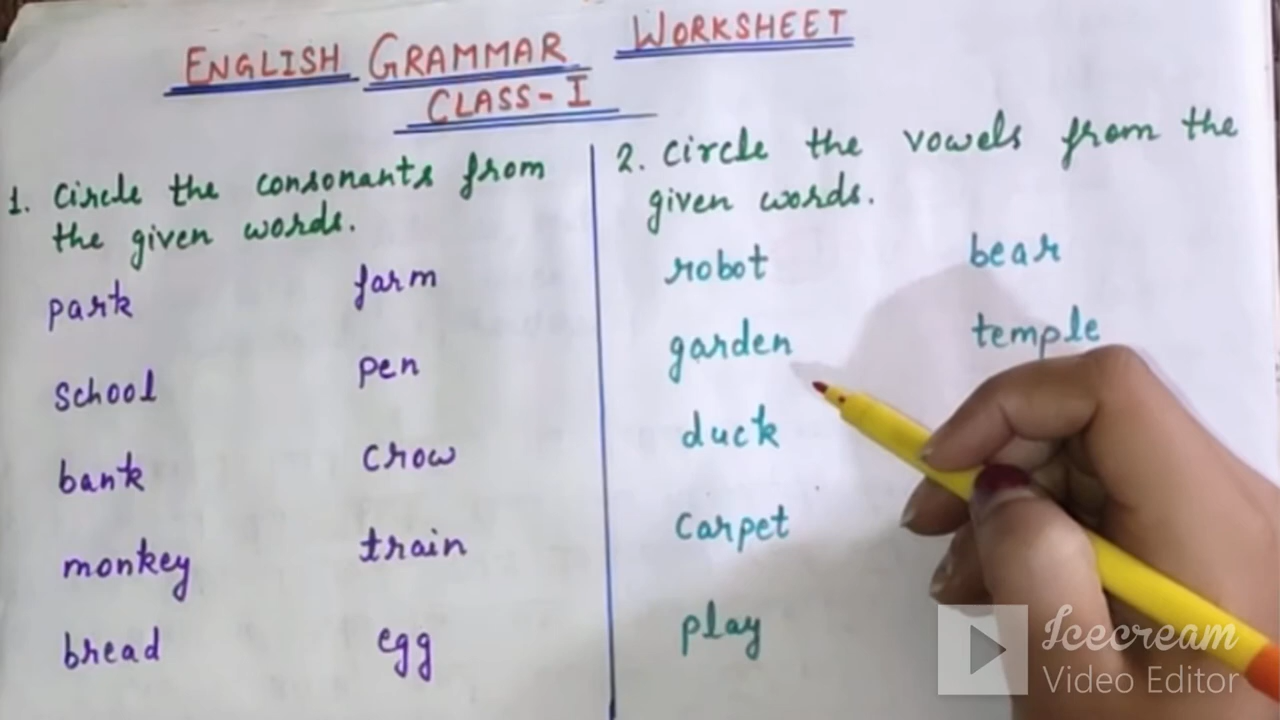 ENGLISH GRAMMAR WORKSHEET
CLASS-I
1. Circle the consonants from
the given words.
park farm
school pen
bank crow
monkey train
bread egg
2. Circle the vowels from the
given words.
robot bear
garden temple
duck
carpet
play
Icecream
Video Editor